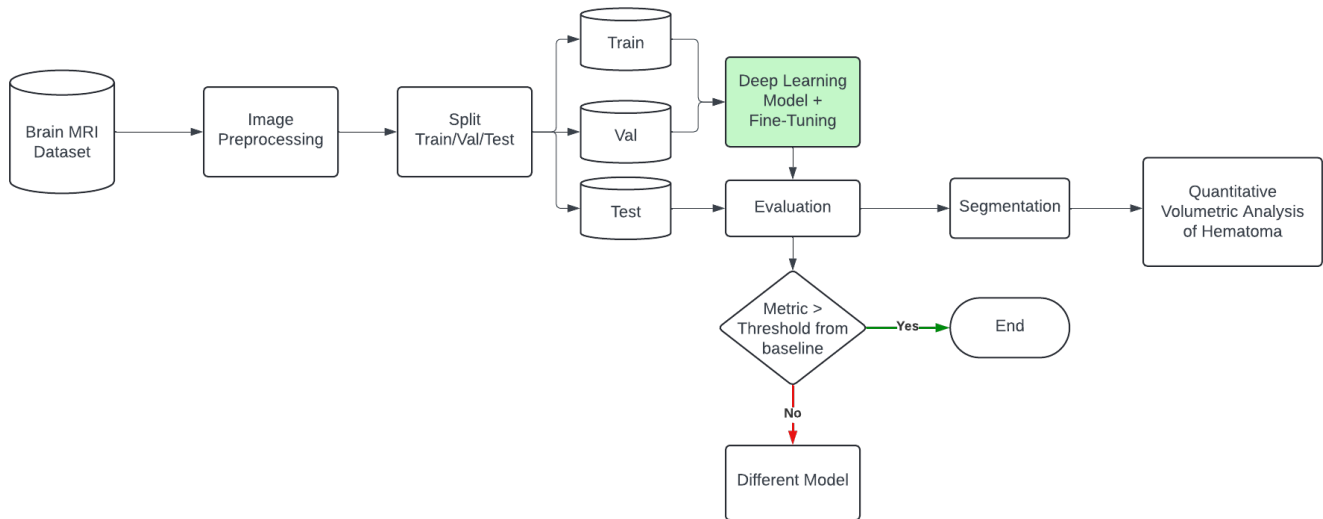 Brain MRI
Dataset
Image
Preprocessing
Split
Train/Val/Test
Train
Val
Test
Deep Learning
Model +
Fine-Tuning
Evaluation
Segmentation
Quantitative
Volumetric Analysis
of Hematoma
Metric >
Threshold from
baseline
Yes
End
No
Different Model